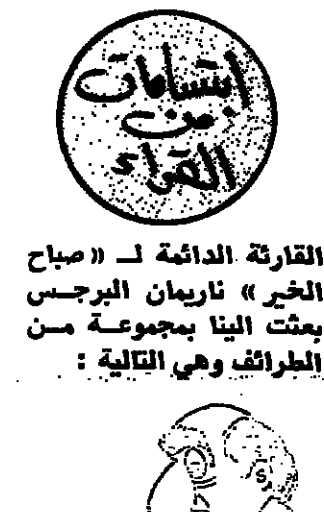 ابتسامات
من
القراء
القارئة الدائمة لـ «صباح
الخير» ناريمان البرجس
بعثت الينا بمجموعة من
الطرائف وهي التالية :